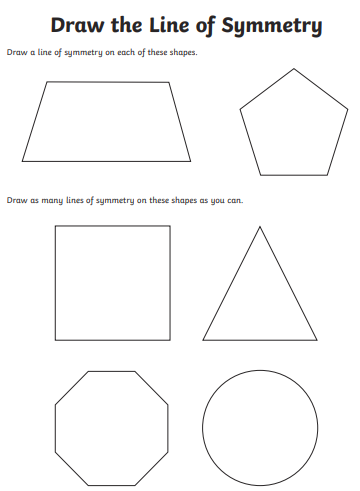 Draw the Line of Symmetry
Draw a line of symmetry on each of these shapes.
Draw as many lines of symmetry on these shapes as you can.